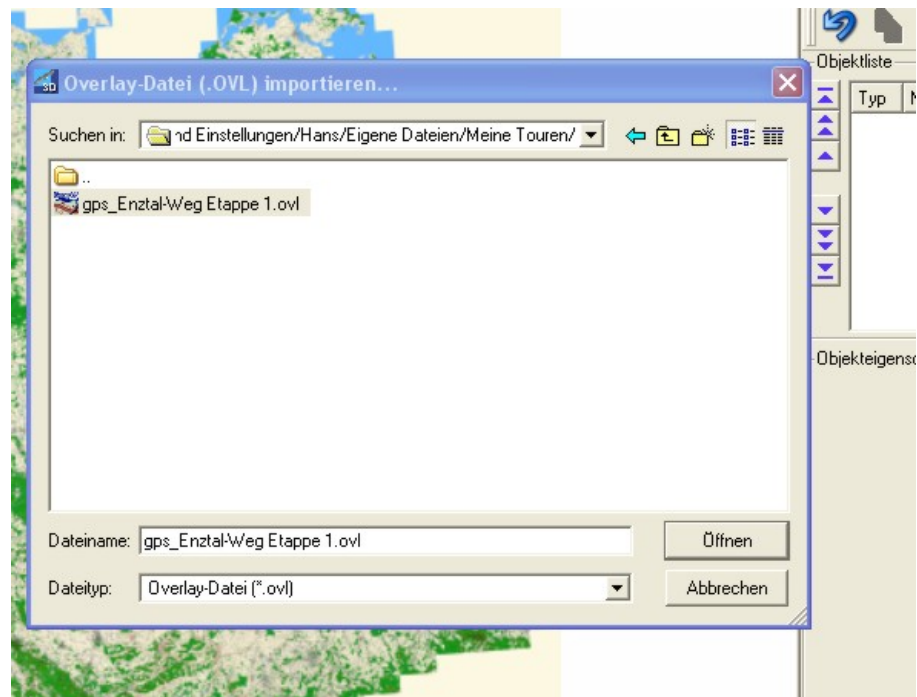 3D Overlay-Datei (.OVL) importieren...
Suchen in: nd Einstellungen/Hans/Eigene Dateien/Meine Touren/
..
gps_Enztal-Weg Etappe 1.ovl
Dateiname: gps_Enztal-Weg Etappe 1.ovl Öffnen
Dateityp: Overlay-Datei (*.ovl) Abbrechen
Objektliste
Typ
Objekteigensc